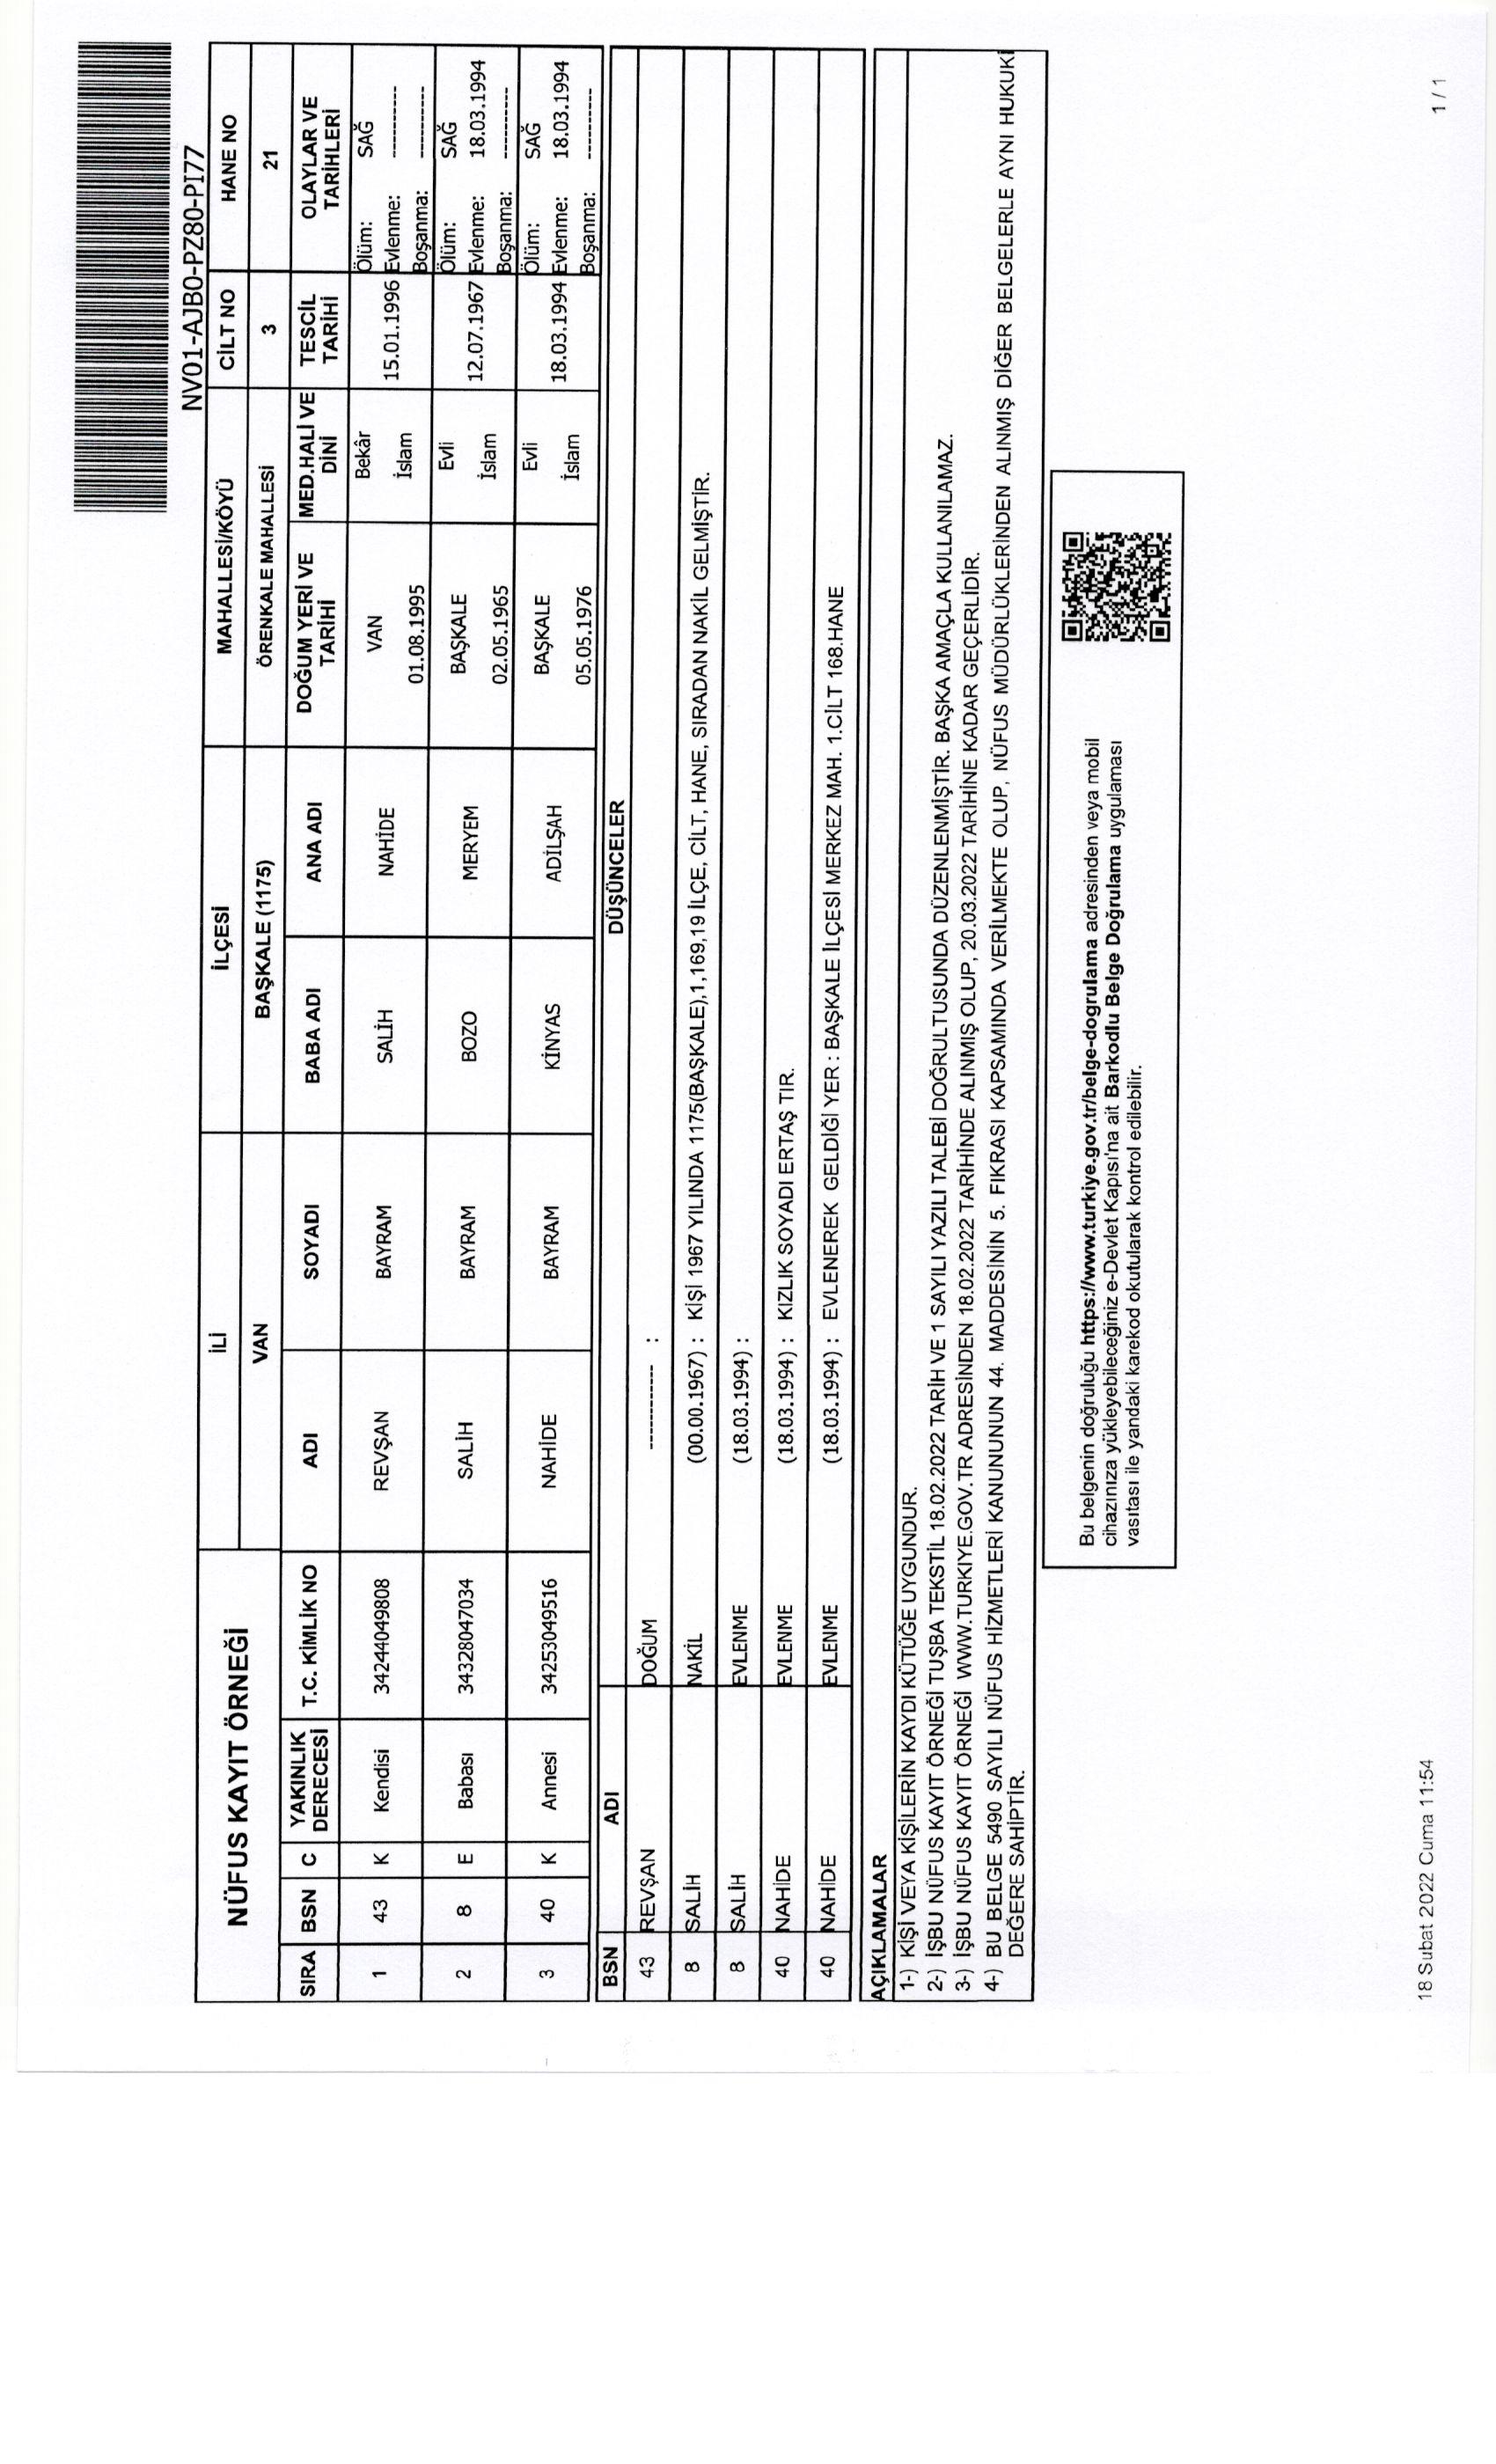 NV01-AJB0-PZ80-PI77
NÜFUS KAYIT ÖRNEĞİ İLİ İLÇESİ MAHALLESİ/KÖYÜ CİLT NO HANE NO
VAN BAŞKALE (1175) ÖRENKALE MAHALLESİ 3 21
SIRA BSN C YAKINLIK DERECESİ T.C. KİMLİK NO ADI SOYADI BABA ADI ANA ADI DOĞUM YERİ VE TARİHİ MED.HALİ VE DİNİ TESCİL TARİHİ OLAYLAR VE TARİHLERİ
1 43 K Kendisi 34244049808 REVŞAN BAYRAM SALİH NAHİDE VAN 01.08.1995 Bekâr İslam 15.01.1996 Ölüm: SAĞ Evlenme: ---------- Boşanma: ----------
2 8 E Babası 34328047034 SALİH BAYRAM BOZO MERYEM BAŞKALE 02.05.1965 Evli İslam 12.07.1967 Ölüm: SAĞ Evlenme: 18.03.1994 Boşanma: ----------
3 40 K Annesi 34253049516 NAHİDE BAYRAM KİNYAS ADİLŞAH BAŞKALE 05.05.1976 Evli İslam 18.03.1994 Ölüm: SAĞ Evlenme: 18.03.1994 Boşanma: ----------
BSN ADI DÜŞÜNCELER
43 REVŞAN DOĞUM ------------ :
8 SALİH NAKİL (00.00.1967) : KİŞİ 1967 YILINDA 1175(BAŞKALE),1,169,19 İLÇE, CİLT, HANE, SIRADAN NAKİL GELMİŞTİR.
8 SALİH EVLENME (18.03.1994) :
40 NAHİDE EVLENME (18.03.1994) : KIZLIK SOYADI ERTAŞ TIR.
40 NAHİDE EVLENME (18.03.1994) : EVLENEREK GELDİĞİ YER : BAŞKALE İLÇESİ MERKEZ MAH. 1.CİLT 168.HANE
AÇIKLAMALAR
1-) KİŞİ VEYA KİŞİLERİN KAYDI KÜTÜĞE UYGUNDUR.
2-) İŞBU NÜFUS KAYIT ÖRNEĞİ TUŞBA TEKSTİL 18.02.2022 TARİH VE 1 SAYILI YAZILI TALEBİ DOĞRULTUSUNDA DÜZENLENMİŞTİR. BAŞKA AMAÇLA KULLANILAMAZ.
3-) İŞBU NÜFUS KAYIT ÖRNEĞİ WWW.TURKIYE.GOV.TR ADRESİNDEN 18.02.2022 TARİHİNDE ALINMIŞ OLUP, 20.03.2022 TARİHİNE KADAR GEÇERLİDİR.
4-) BU BELGE 5490 SAYILI NÜFUS HİZMETLERİ KANUNUNUN 44. MADDESİNİN 5. FIKRASI KAPSAMINDA VERİLMEKTE OLUP, NÜFUS MÜDÜRLÜKLERİNDEN ALINMIŞ DİĞER BELGELERLE AYNI HUKUKİ
DEĞERE SAHİPTİR.
Bu belgenin doğruluğu https://www.turkiye.gov.tr/belge-dogrulama adresinden veya mobil
cihazınıza yükleyebileceğiniz e-Devlet Kapısı'na ait Barkodlu Belge Doğrulama uygulaması
vasıtası ile yandaki karekod okutularak kontrol edilebilir.
18 Subat 2022 Cuma 11:54
1 / 1